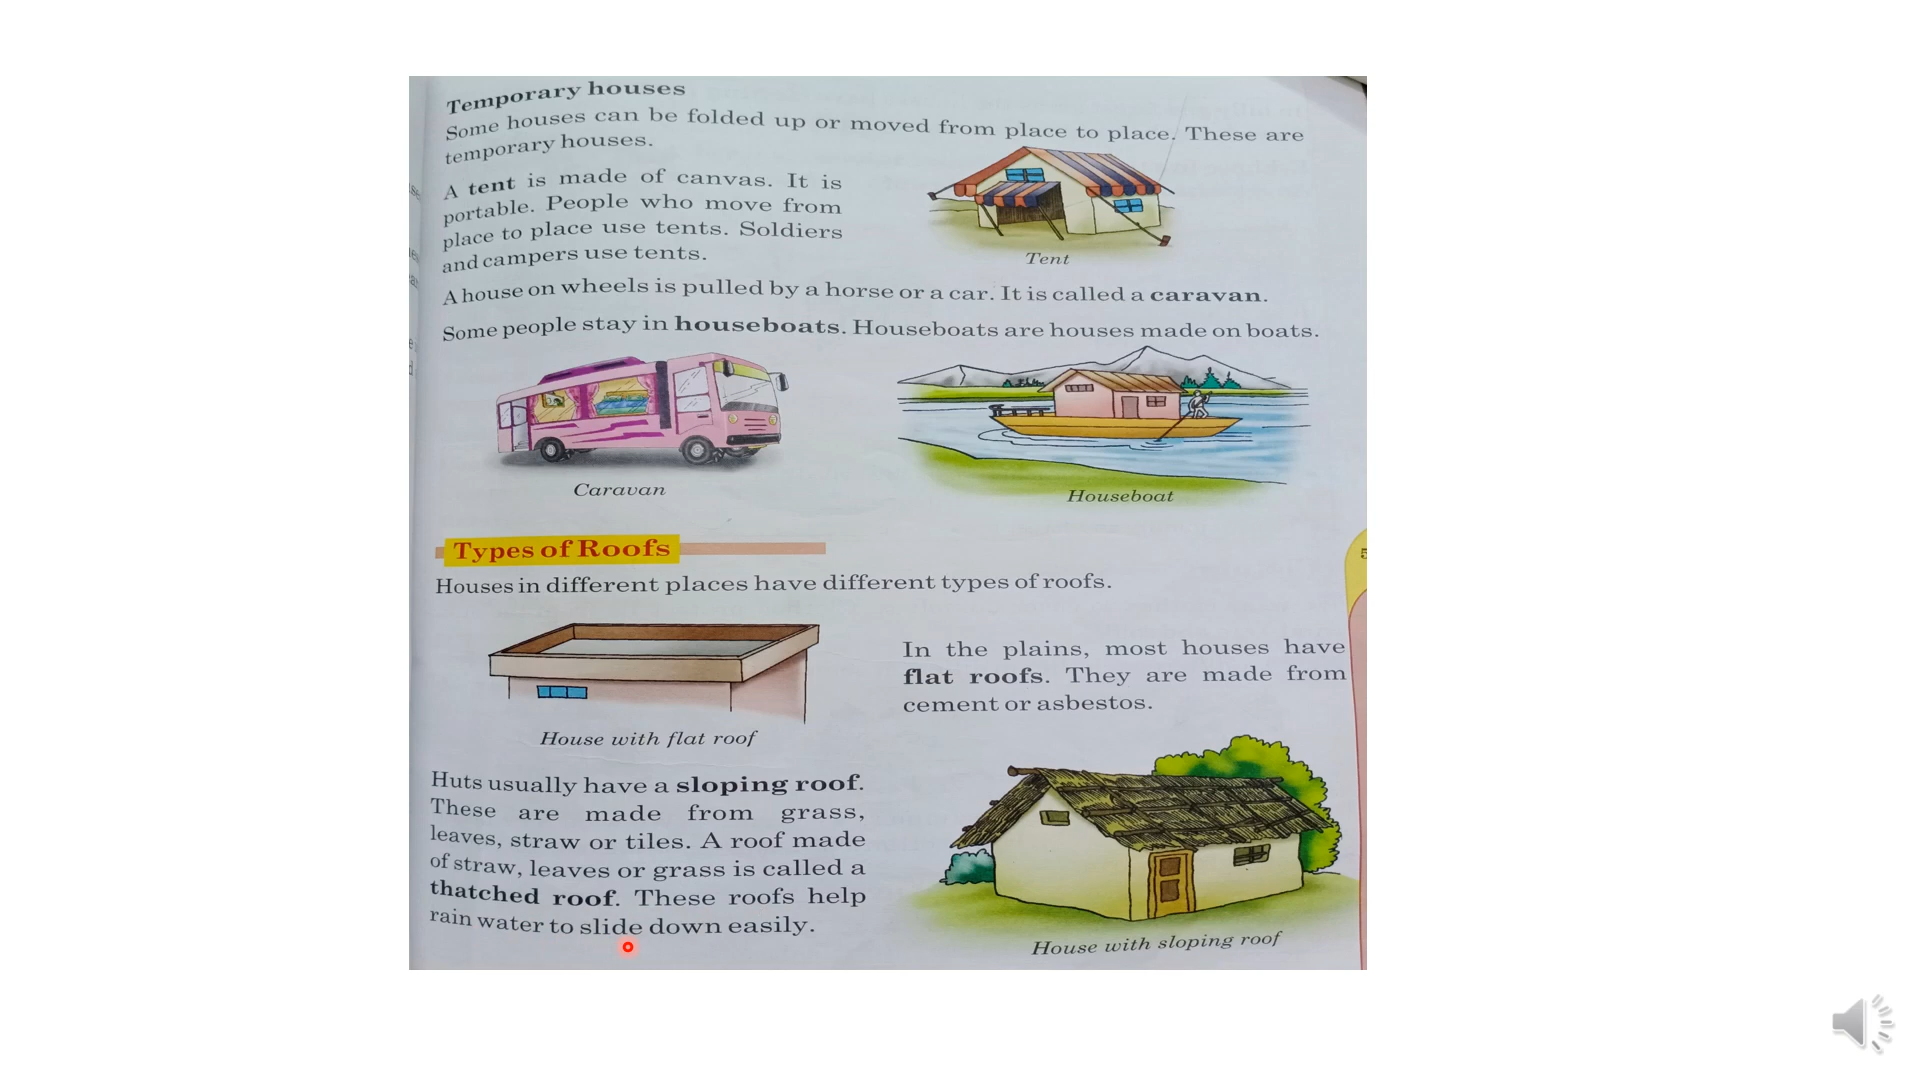 Temporary houses
Some houses can be folded up or moved from place to place. These are
temporary houses.
A tent is made of canvas. It is
portable. People who move from
place to place use tents. Soldiers
and campers use tents.
Tent
A house on wheels is pulled by a horse or a car. It is called a caravan.
Some people stay in houseboats. Houseboats are houses made on boats.
Caravan
Houseboat
Types of Roofs
Houses in different places have different types of roofs.
In the plains, most houses have
flat roofs. They are made from
cement or asbestos.
House with flat roof
Huts usually have a sloping roof.
These are made from grass,
leaves, straw or tiles. A roof made
of straw, leaves or grass is called a
thatched roof. These roofs help
rain water to slide down easily.
House with sloping roof